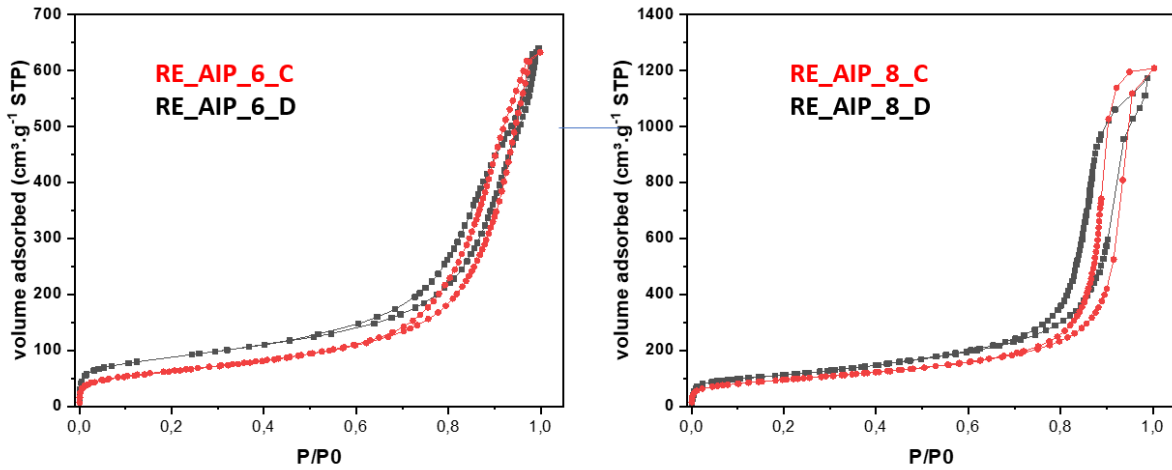 700
600
500
400
300
200
100
0
volume adsorbed (cm³.g⁻¹ STP)
RE_AIP_6_C
RE_AIP_6_D
0,0 0,2 0,4 0,6 0,8 1,0
P/P0
1400
1200
1000
800
600
400
200
0
volume adsorbed (cm³.g⁻¹ STP)
RE_AIP_8_C
RE_AIP_8_D
0,0 0,2 0,4 0,6 0,8 1,0
P/P0